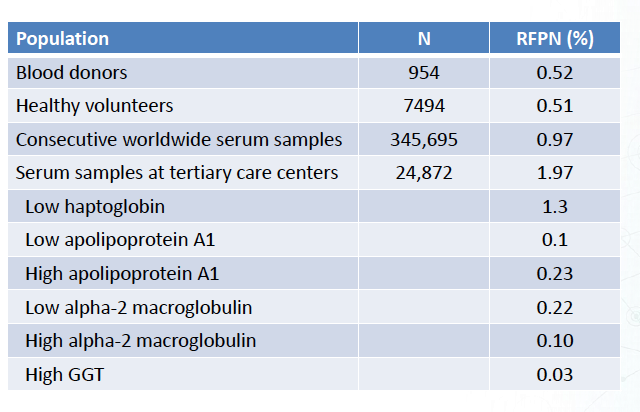 Population N RFPN (%)
Blood donors 954 0.52
Healthy volunteers 7494 0.51
Consecutive worldwide serum samples 345,695 0.97
Serum samples at tertiary care centers 24,872 1.97
Low haptoglobin 1.3
Low apolipoprotein A1 0.1
High apolipoprotein A1 0.23
Low alpha-2 macroglobulin 0.22
High alpha-2 macroglobulin 0.10
High GGT 0.03